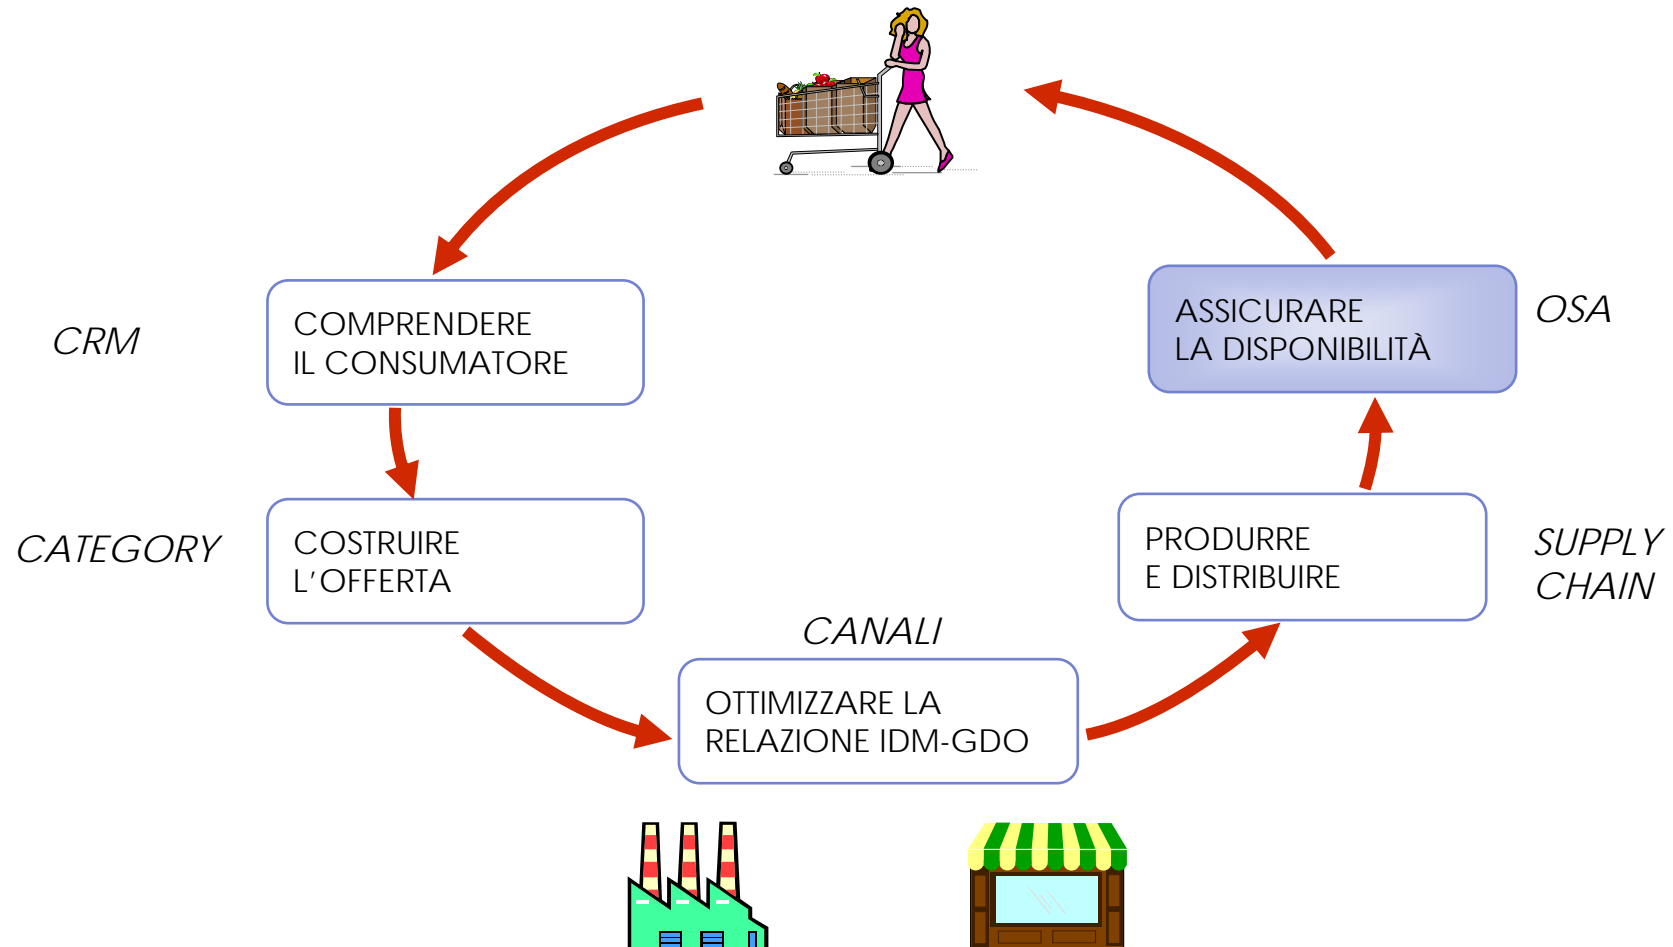 CRM
COMPRENDERE
IL CONSUMATORE
CATEGORY
COSTRUIRE
L'OFFERTA
CANALI
OTTIMIZZARE LA
RELAZIONE IDM-GDO
PRODURRE
E DISTRIBUIRE
SUPPLY
CHAIN
ASSICURARE
LA DISPONIBILITÀ
OSA